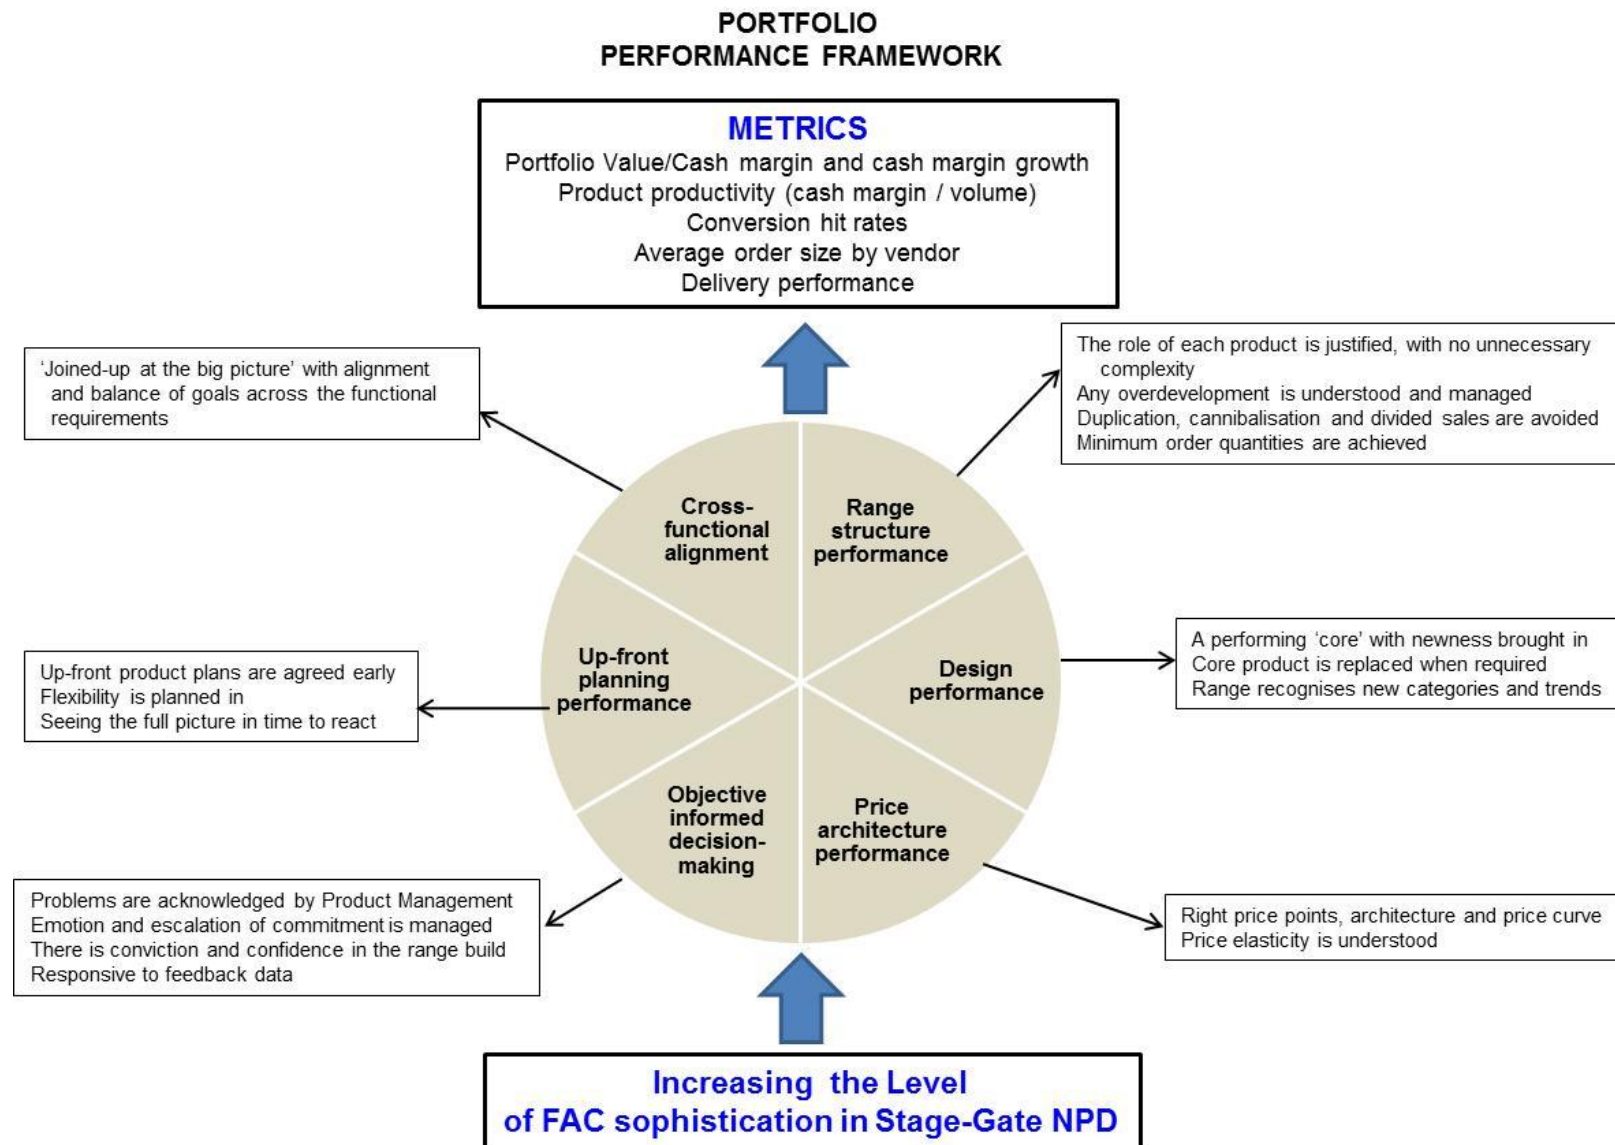 PORTFOLIO
PERFORMANCE FRAMEWORK
METRICS
Portfolio Value/Cash margin and cash margin growth
Product productivity (cash margin / volume)
Conversion hit rates
Average order size by vendor
Delivery performance
‘Joined-up at the big picture’ with alignment
and balance of goals across the functional
requirements
The role of each product is justified, with no unnecessary
complexity
Any overdevelopment is understood and managed
Duplication, cannibalisation and divided sales are avoided
Minimum order quantities are achieved
Cross-
functional
alignment
Range
structure
performance
Up-front product plans are agreed early
Flexibility is planned in
Seeing the full picture in time to react
Up-front
planning
performance
Design
performance
A performing ‘core’ with newness brought in
Core product is replaced when required
Range recognises new categories and trends
Objective
informed
decision-
making
Price
architecture
performance
Problems are acknowledged by Product Management
Emotion and escalation of commitment is managed
There is conviction and confidence in the range build
Responsive to feedback data
Right price points, architecture and price curve
Price elasticity is understood
Increasing the Level
of FAC sophistication in Stage-Gate NPD